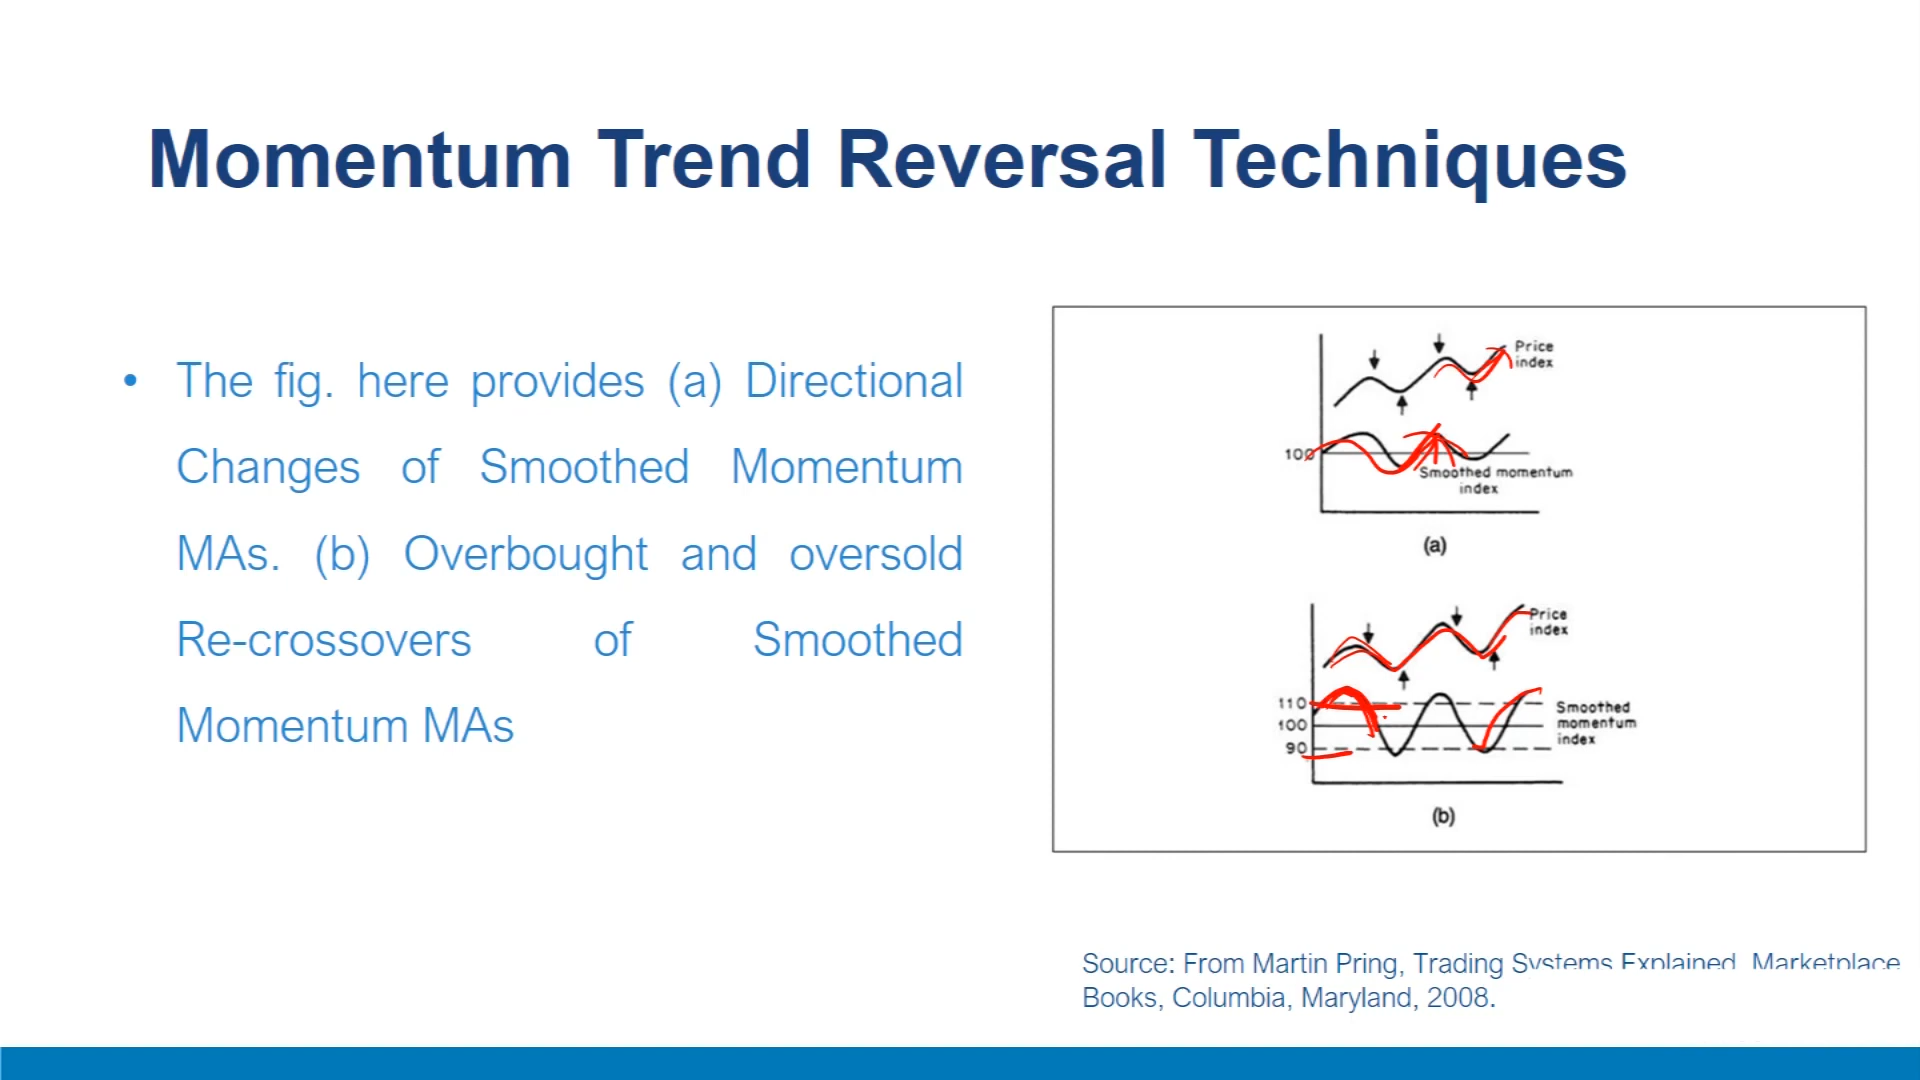 Momentum Trend Reversal Techniques
• The fig. here provides (a) Directional
Changes of Smoothed Momentum
MAs. (b) Overbought and oversold
Re-crossovers of Smoothed
Momentum MAs
Price
index
100
Smoothed momentum
index
(a)
Price
index
110
100
90
Smoothed
momentum
index
(b)
Source: From Martin Pring, Trading Systems Explained, Marketplace
Books, Columbia, Maryland, 2008.